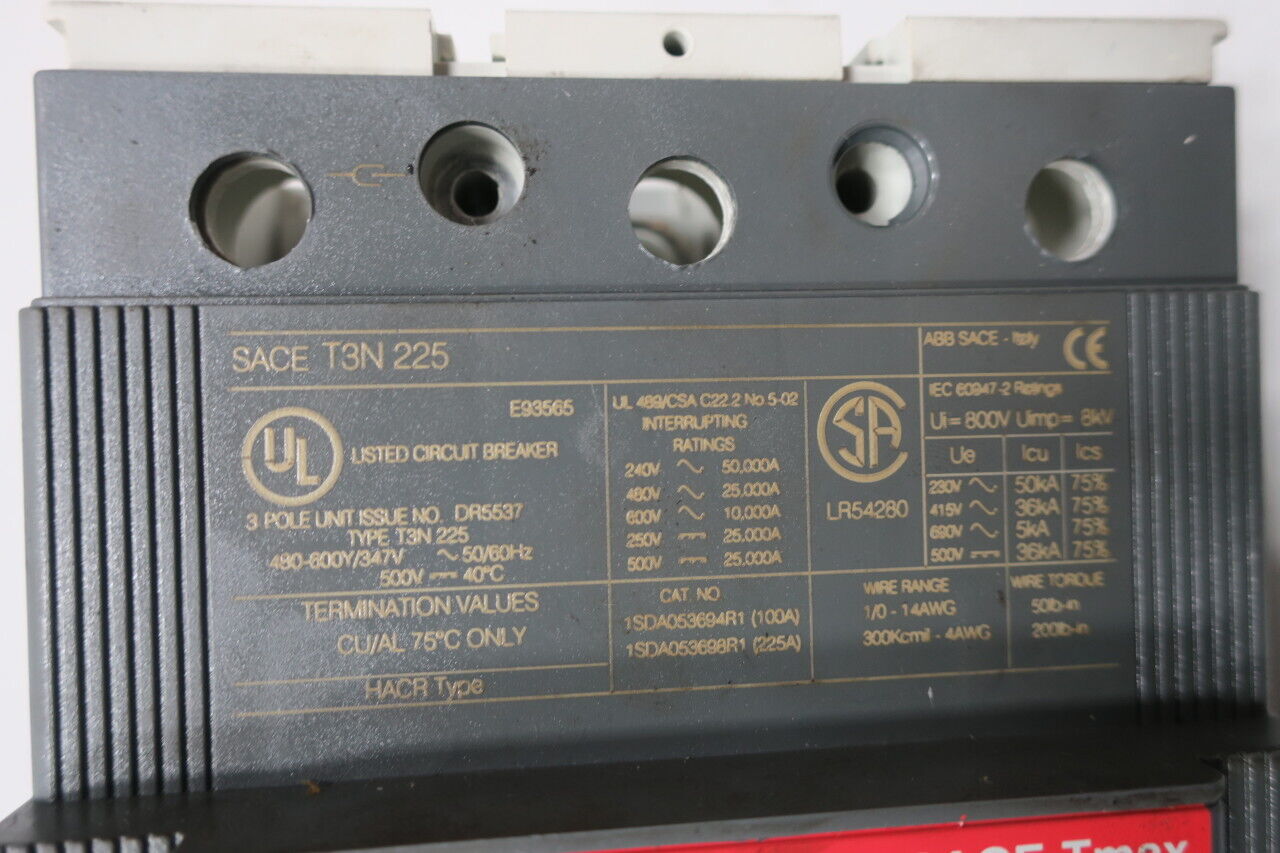 SACE T3N 225
ABB SACE - Italy CE
E93565
UL LISTED CIRCUIT BREAKER
3 POLE UNIT ISSUE NO. DR5537
TYPE T3N 225
480-600Y/347V ~ 50/60Hz
500V ⎓ 40°C
TERMINATION VALUES
CU/AL 75°C ONLY
HACR Type
UL 489/CSA C22.2 No 5-02
INTERRUPTING
RATINGS
240V ~ 50,000A
480V ~ 25,000A
600V ~ 10,000A
250V ⎓ 25,000A
500V ⎓ 25,000A
CAT. NO.
1SDA053694R1 (100A)
1SDA053698R1 (225A)
SA
LR54280
IEC 60947-2 Ratings
Ui= 800V Uimp= 8kV
Ue Icu Ics
230V ~ 50kA 75%
415V ~ 36kA 75%
690V ~ 5kA 75%
500V ⎓ 36kA 75%
WIRE RANGE WIRE TORQUE
1/0 - 14AWG 50lb-in
300Kcmil - 4AWG 200lb-in
Tmax